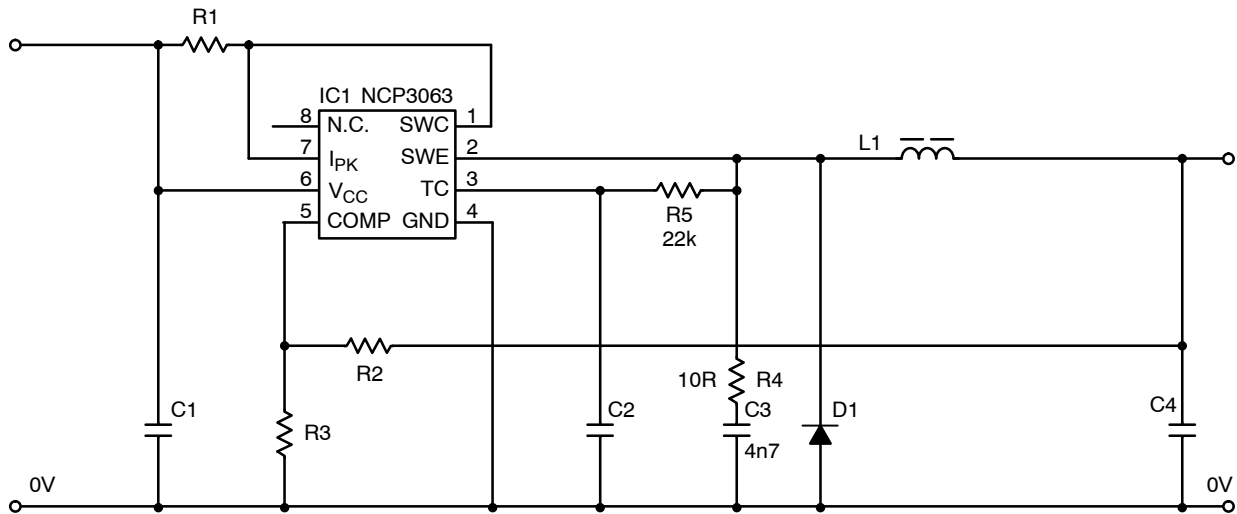 R1
IC1 NCP3063
8 N.C. SWC 1
7 IPK SWE 2
6 VCC TC 3
5 COMP GND 4
L1
R5
22k
R2
10R R4
C1
R3
C2
C3
4n7
D1
C4
0V
0V